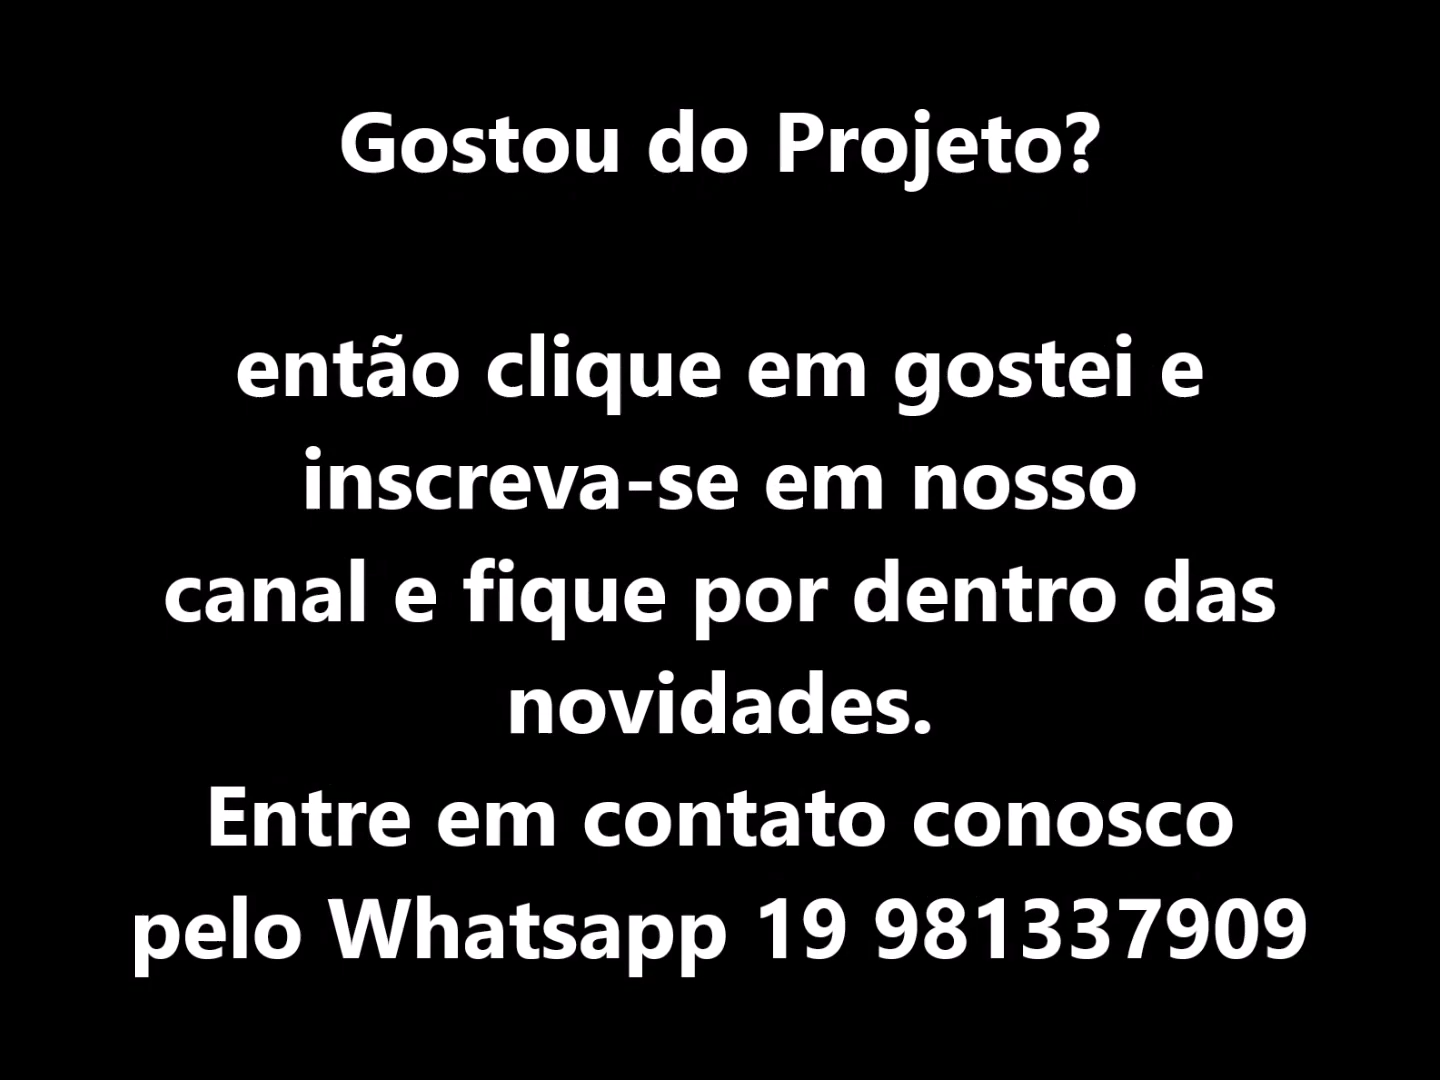 Gostou do Projeto?
então clique em gostei e
inscreva-se em nosso
canal e fique por dentro das
novidades.
Entre em contato conosco
pelo Whatsapp 19 981337909